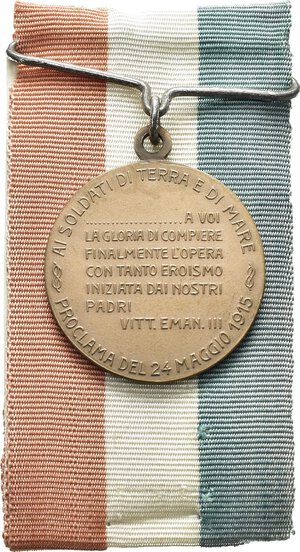 AI SOLDATI DI TERRA E DI MARE
.......................... A VOI
LA GLORIA DI COMPIERE
FINALMENTE L'OPERA
CON TANTO EROISMO
INIZIATA DAI NOSTRI
PADRI
VITT. EMAN. III
PROCLAMA DEL 24 MAGGIO 1915